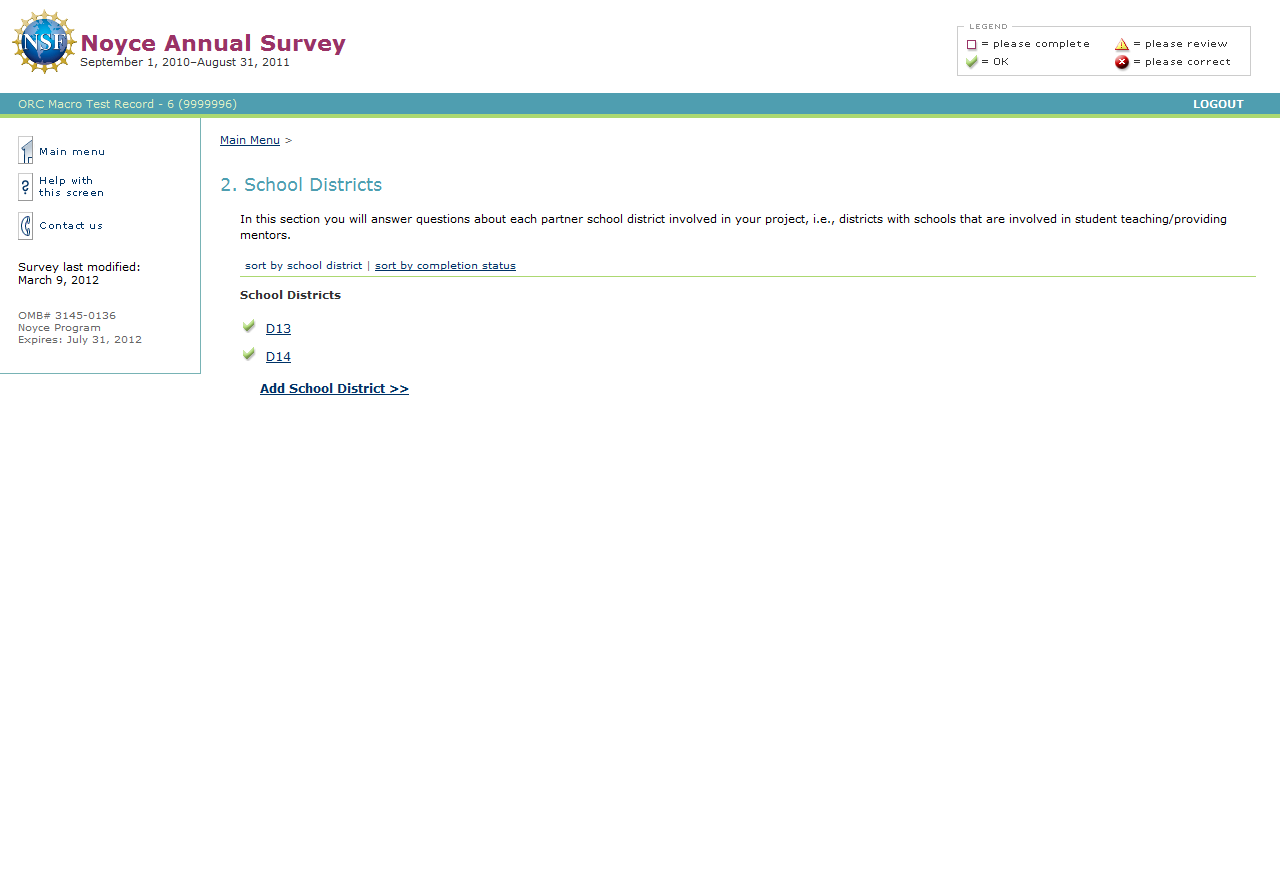 NSF
Noyce Annual Survey
September 1, 2010–August 31, 2011
LEGEND
= please complete
= please review
= OK
= please correct
ORC Macro Test Record - 6 (9999996)
LOGOUT
Main menu
Help with
this screen
Contact us
Survey last modified:
March 9, 2012
OMB# 3145-0136
Noyce Program
Expires: July 31, 2012
Main Menu >
2. School Districts
In this section you will answer questions about each partner school district involved in your project, i.e., districts with schools that are involved in student teaching/providing
mentors.
sort by school district | sort by completion status
School Districts
D13
D14
Add School District >>